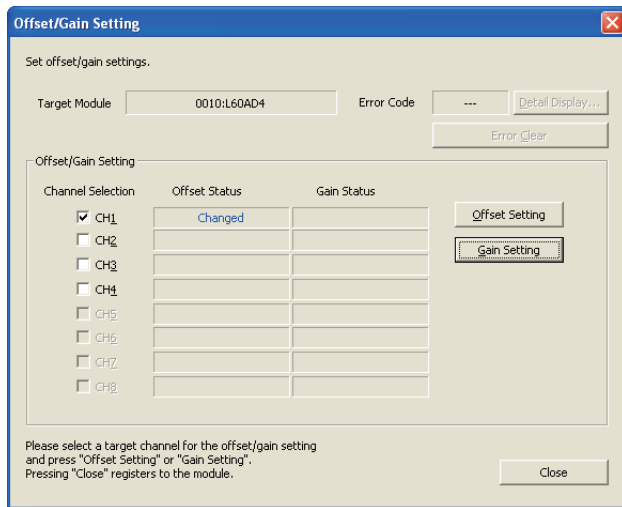 Offset/Gain Setting
Set offset/gain settings.
Target Module 0010:L60AD4 Error Code --- Detail Display...
Error Clear
Offset/Gain Setting
Channel Selection Offset Status Gain Status
CH1 Changed Offset Setting
CH2 Gain Setting
CH3
CH4
CH5
CH6
CH7
CH8
Please select a target channel for the offset/gain setting
and press "Offset Setting" or "Gain Setting".
Pressing "Close" registers to the module. Close